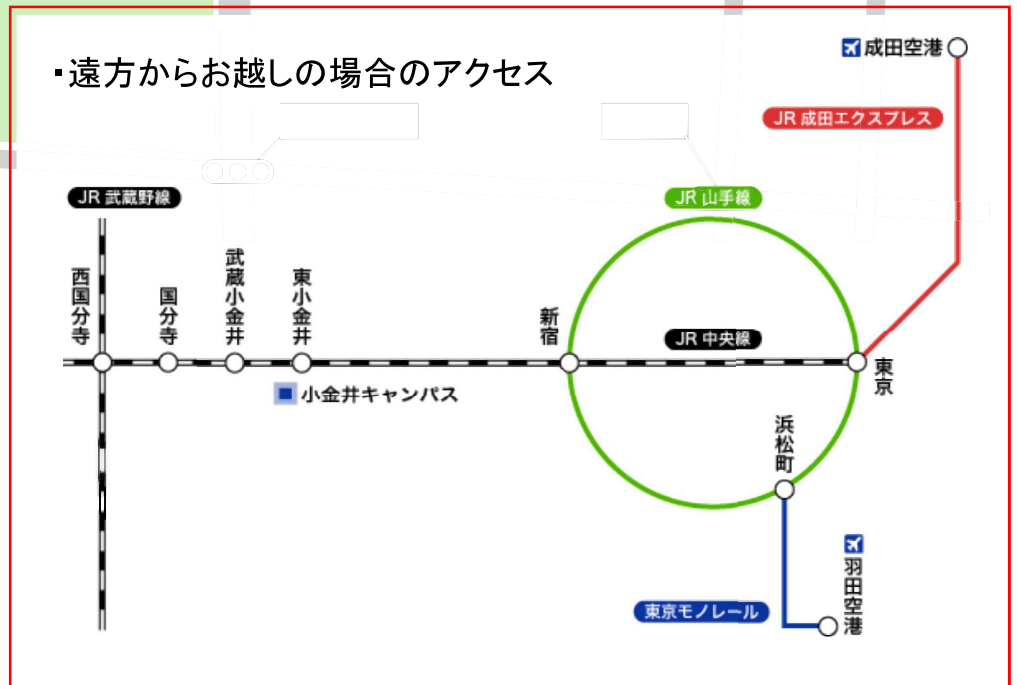 ・遠方からお越しの場合のアクセス
成田空港
JR 成田エクスプレス
JR 武蔵野線
JR 山手線
西国分寺
国分寺
武蔵小金井
東小金井
新宿
JR 中央線
東京
小金井キャンパス
浜松町
羽田空港
東京モノレール